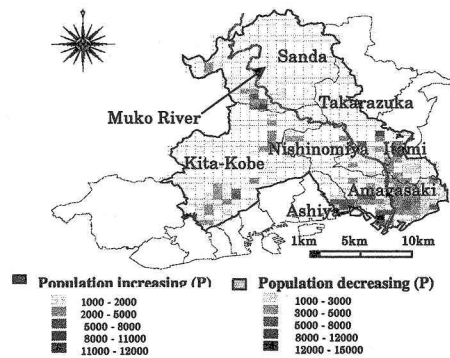 Sanda
Takarazuka
Muko River
Nishinomiya
Itami
Kita-Kobe
Amagasaki
Ashiya
1km 5km 10km
Population increasing (P)
1000 - 2000
2000 - 5000
5000 - 8000
8000 - 11000
11000 - 12000
Population decreasing (P)
1000 - 3000
3000 - 5000
5000 - 8000
8000 - 12000
12000 - 15000